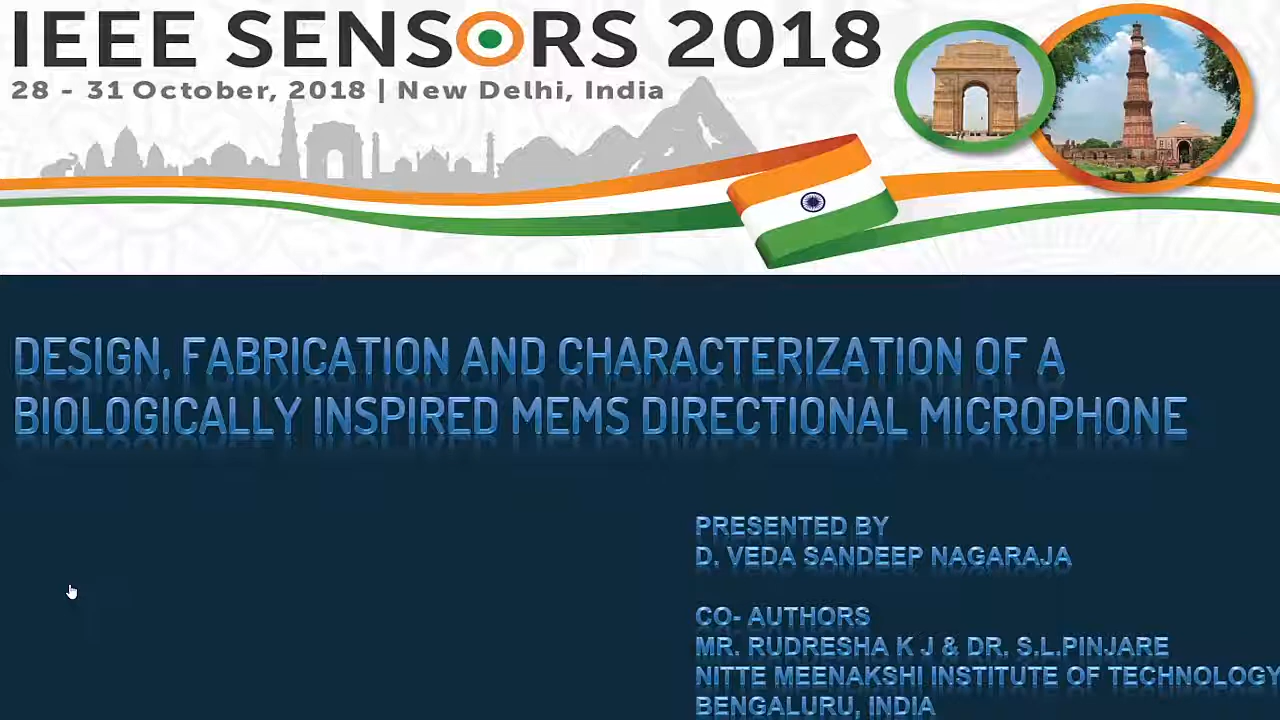 IEEE SENSORS 2018
28 - 31 October, 2018 | New Delhi, India
DESIGN, FABRICATION AND CHARACTERIZATION OF A
BIOLOGICALLY INSPIRED MEMS DIRECTIONAL MICROPHONE
PRESENTED BY
D. VEDA SANDEEP NAGARAJA
CO- AUTHORS
MR. RUDRESHA K J & DR. S.L.PINJARE
NITTE MEENAKSHI INSTITUTE OF TECHNOLOGY
BENGALURU, INDIA